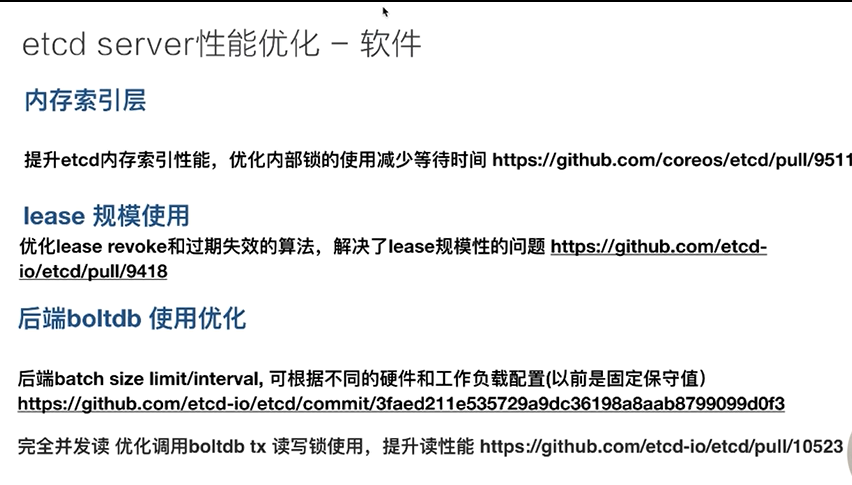 etcd server性能优化 – 软件
内存索引层
提升etcd内存索引性能，优化内部锁的使用减少等待时间 https://github.com/coreos/etcd/pull/9511
lease 规模使用
优化lease revoke和过期失效的算法，解决了lease规模性的问题 https://github.com/etcd-
io/etcd/pull/9418
后端boltdb 使用优化
后端batch size limit/interval, 可根据不同的硬件和工作负载配置(以前是固定保守值）
https://github.com/etcd-io/etcd/commit/3faed211e535729a9dc36198a8aab8799099d0f3
完全并发读 优化调用boltdb tx 读写锁使用，提升读性能 https://github.com/etcd-io/etcd/pull/10523